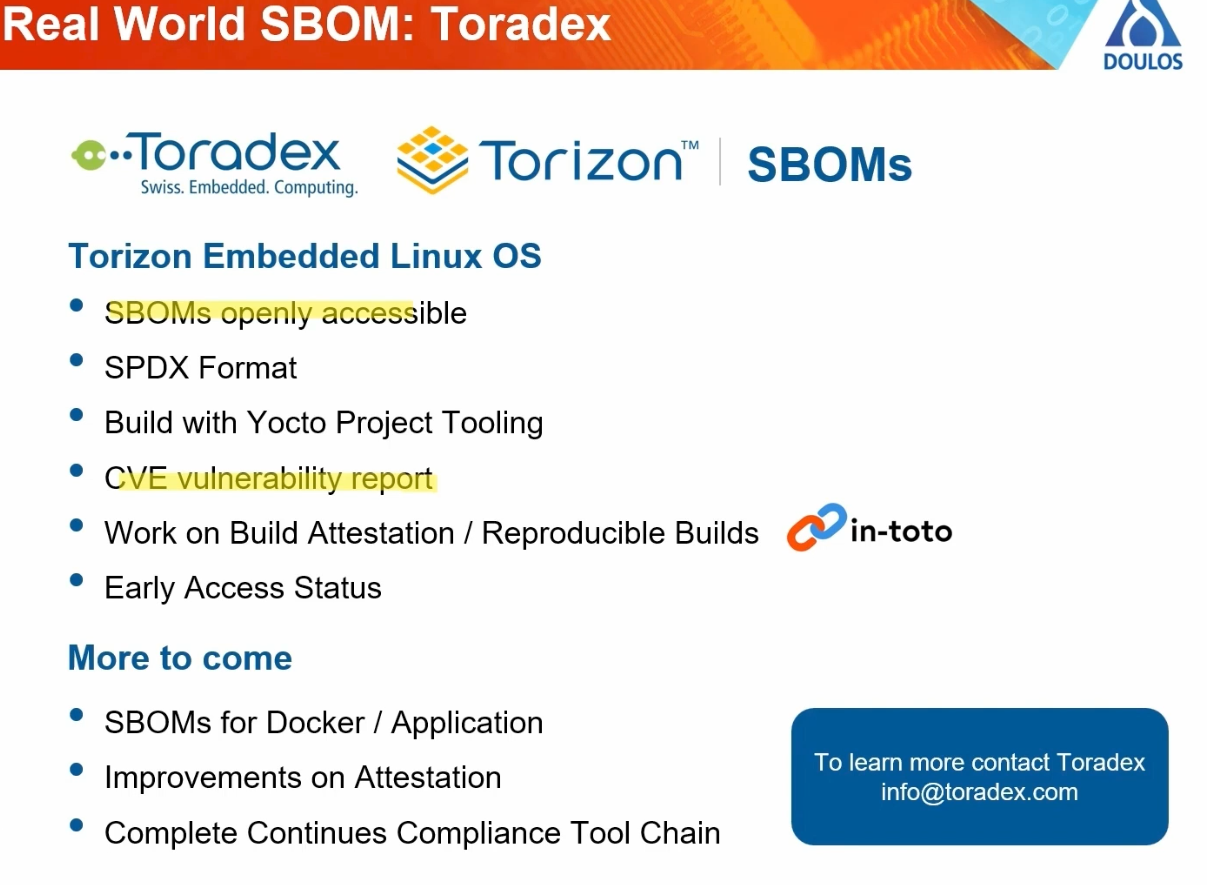 Real World SBOM: Toradex
DOULOS
Toradex
Swiss. Embedded. Computing.
Torizon™ | SBOMs
Torizon Embedded Linux OS
• SBOMs openly accessible
• SPDX Format
• Build with Yocto Project Tooling
• CVE vulnerability report
• Work on Build Attestation / Reproducible Builds
in-toto
• Early Access Status
More to come
• SBOMs for Docker / Application
• Improvements on Attestation
• Complete Continues Compliance Tool Chain
To learn more contact Toradex
info@toradex.com